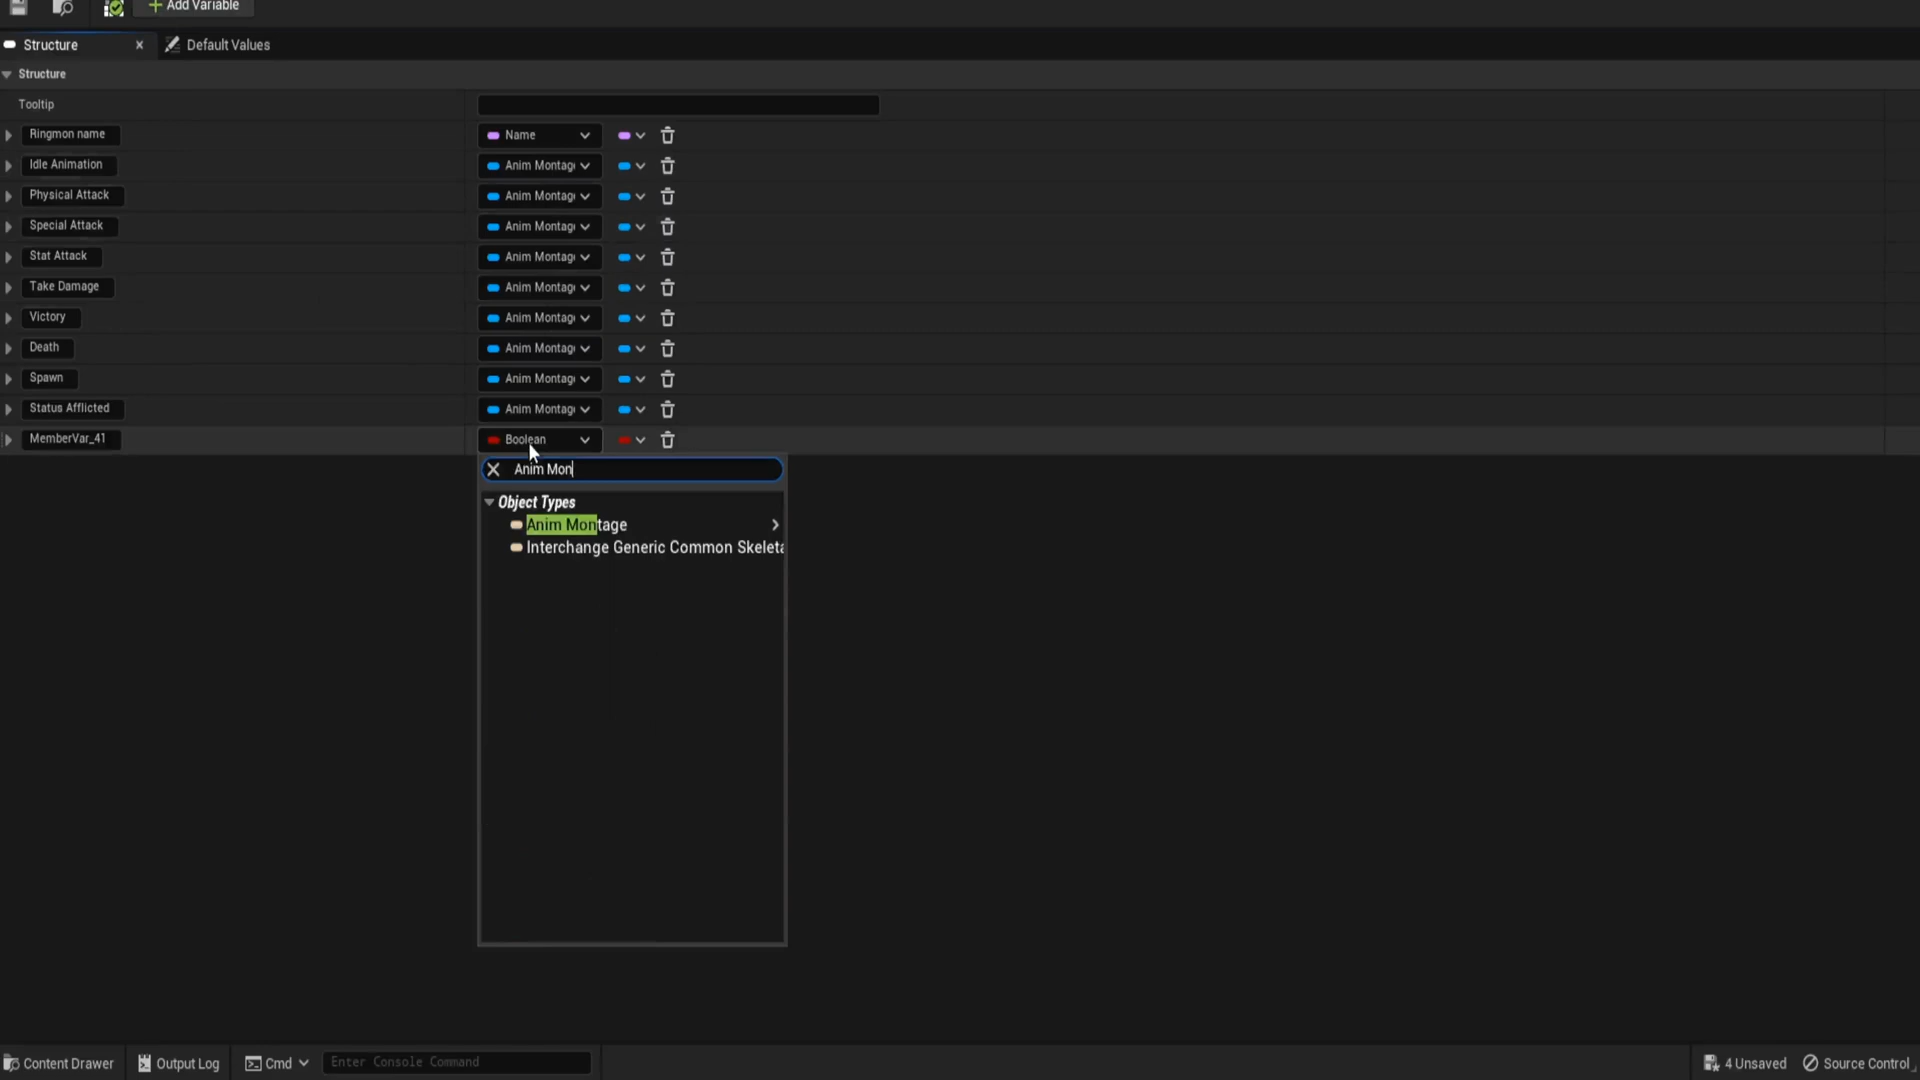 Add Variable
Structure
Default Values
Structure
Tooltip
Ringmon name Name
Idle Animation Anim Montag
Physical Attack Anim Montag
Special Attack Anim Montag
Stat Attack Anim Montag
Take Damage Anim Montag
Victory Anim Montag
Death Anim Montag
Spawn Anim Montag
Status Afflicted Anim Montag
MemberVar_41 Boolean
Anim Mon
Object Types
Anim Montage
Interchange Generic Common Skeleta
Content Drawer Output Log Cmd Enter Console Command 4 Unsaved Source Control